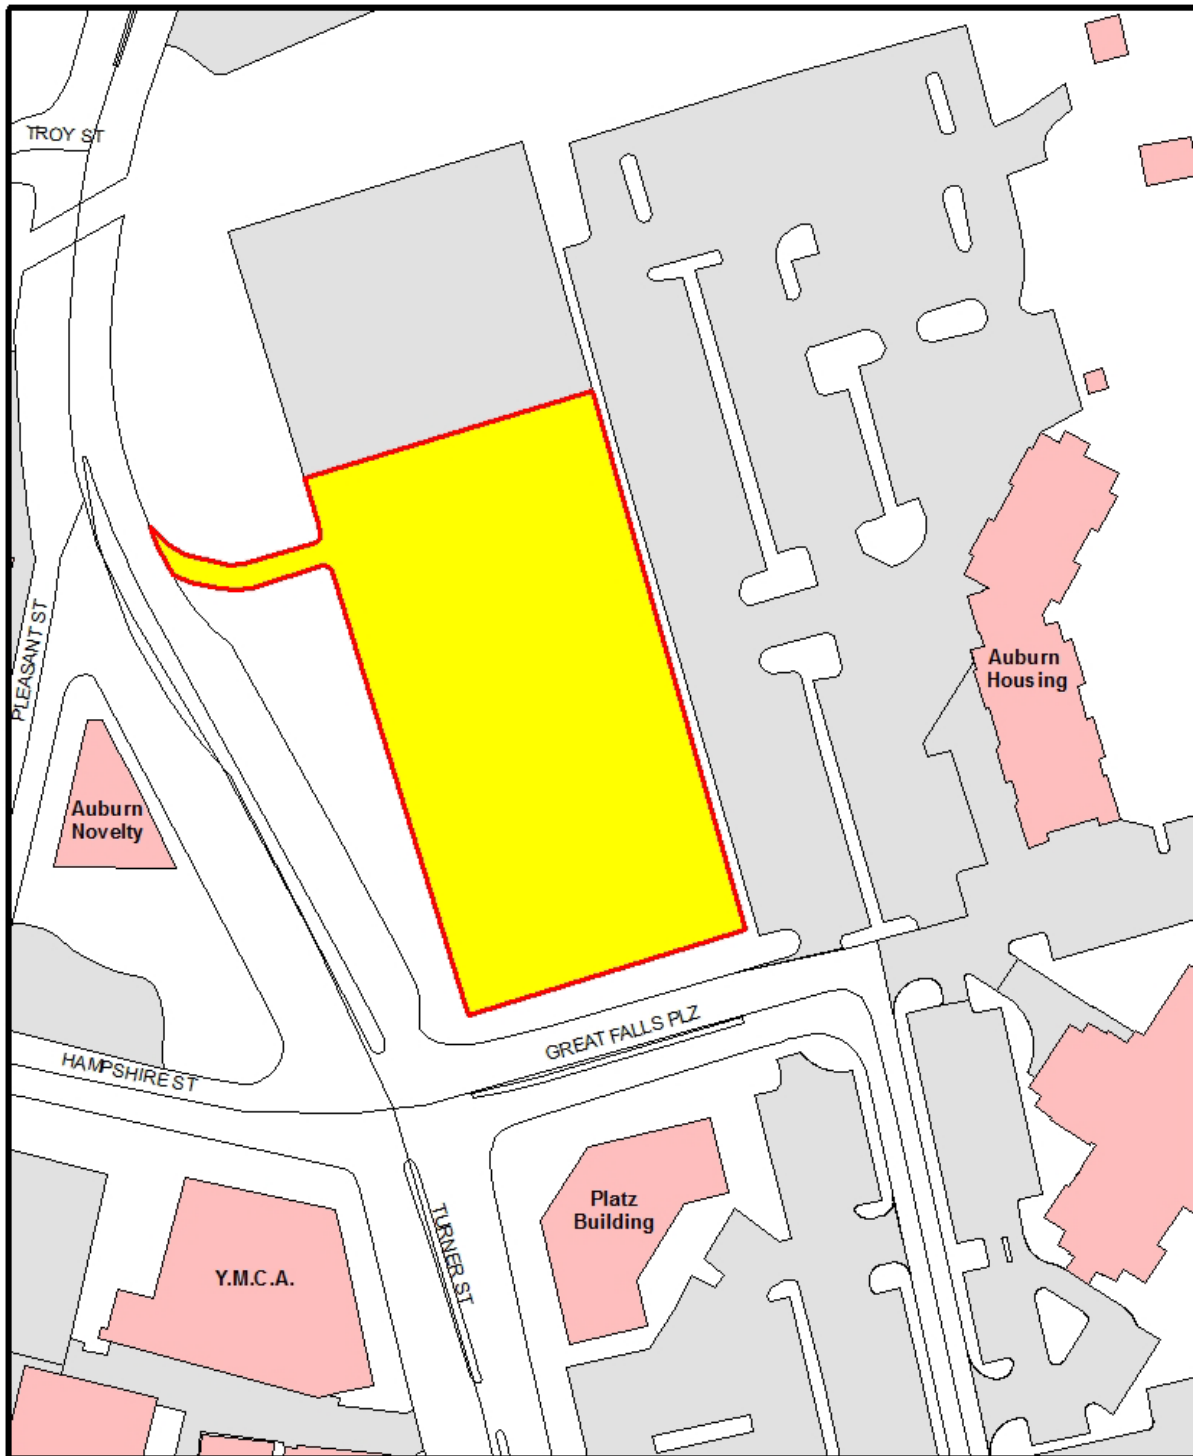 TROY ST
PLEASANT ST
Auburn
Housing
Auburn
Novelty
GREAT FALLS PLZ
HAMPSHIRE ST
Platz
Building
TURNER ST
Y.M.C.A.